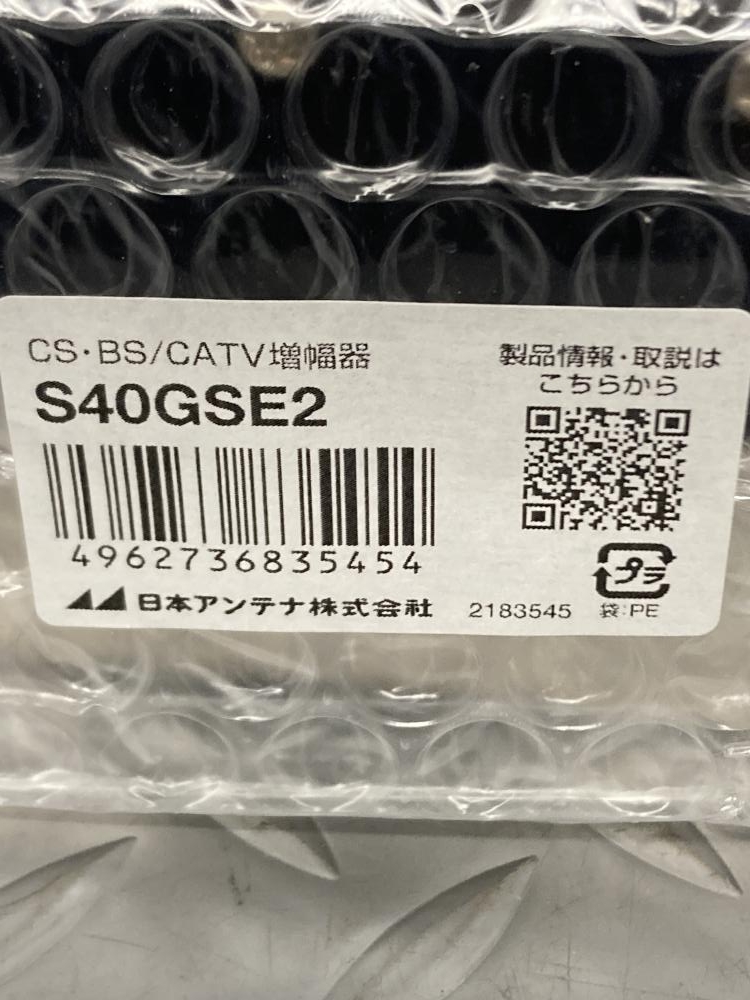 CS・BS/CATV増幅器
S40GSE2
4962736835454
日本アンテナ株式会社
製品情報・取説は
こちらから
プラ
2183545 袋:PE